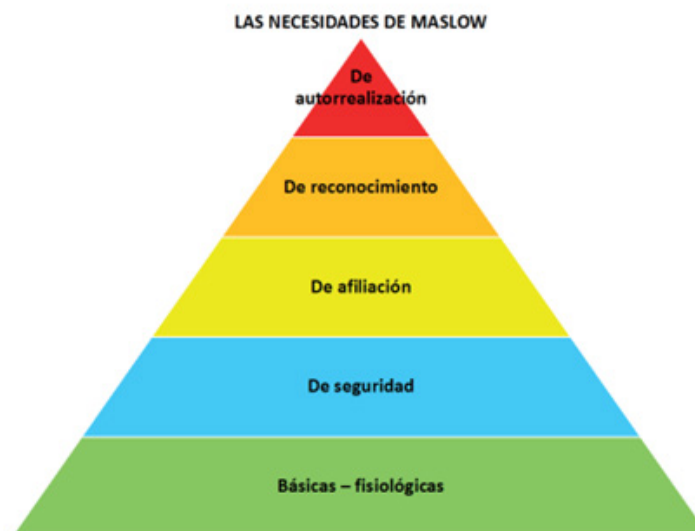 LAS NECESIDADES DE MASLOW
De
autorrealización
De reconocimiento
De afiliación
De seguridad
Básicas – fisiológicas